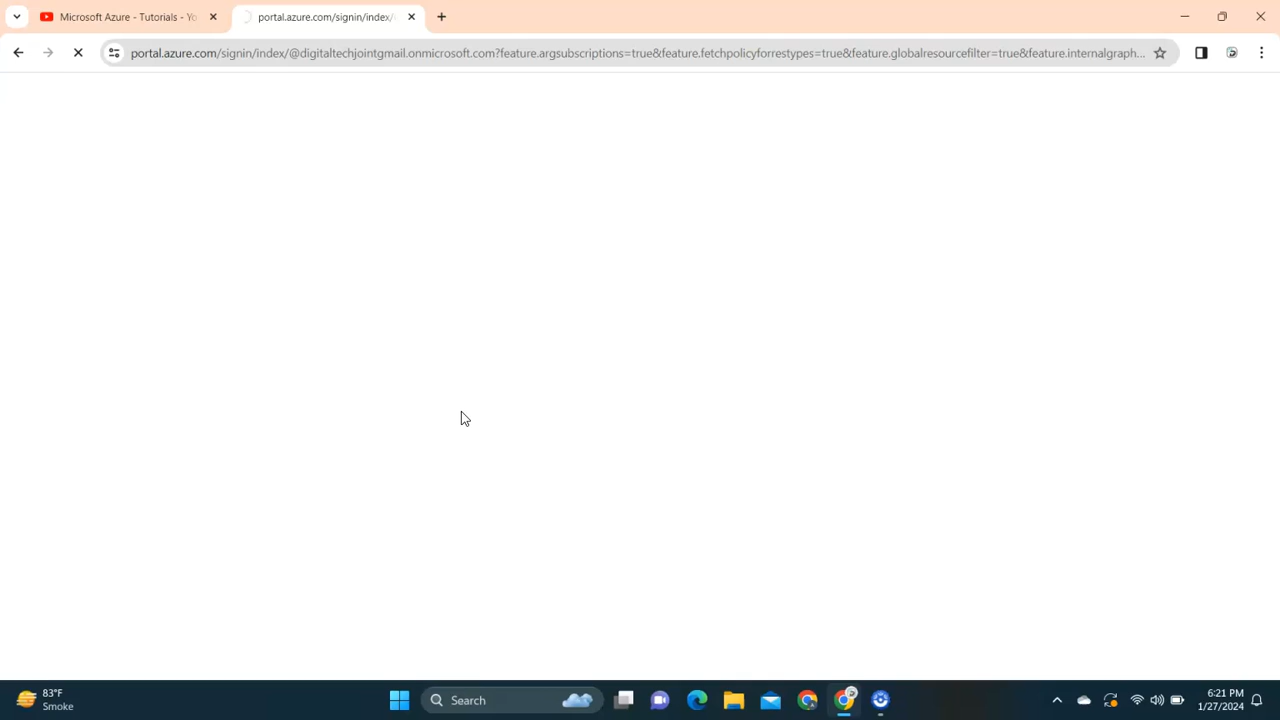 Microsoft Azure - Tutorials - Yo
portal.azure.com/signin/index/
portal.azure.com/signin/index/@digitaltechjointgmail.onmicrosoft.com?feature.argsubscriptions=true&feature.fetchpolicyforrestypes=true&feature.globalresourcefilter=true&feature.internalgraph...
83°F
Smoke
Search
6:21 PM
1/27/2024